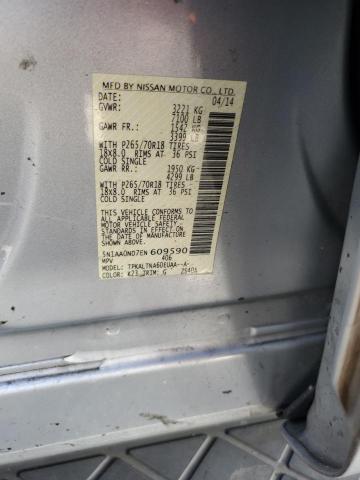 MFD BY NISSAN MOTOR CO., LTD.
DATE: 04/14
GVWR: 3221 KG
7100 LB
GAWR FR.: 1542 KG
3399 LB
WITH P265/70R18 TIRES
18x8.0 RIMS AT 36 PSI
COLD SINGLE
GAWR RR.: 1950 KG
4299 LB
WITH P265/70R18 TIRES
18x8.0 RIMS AT 36 PSI
COLD SINGLE
THIS VEHICLE CONFORMS TO ALL
APPLICABLE FEDERAL
MOTOR VEHICLE SAFETY
STANDARDS IN EFFECT
ON THE DATE OF
MANUFACTURE SHOWN
ABOVE.
5N1AA0ND7EN 609590
MPV 406
MODEL: TPKALTNA60EUAA--A-
COLOR: K23 TRIM: G